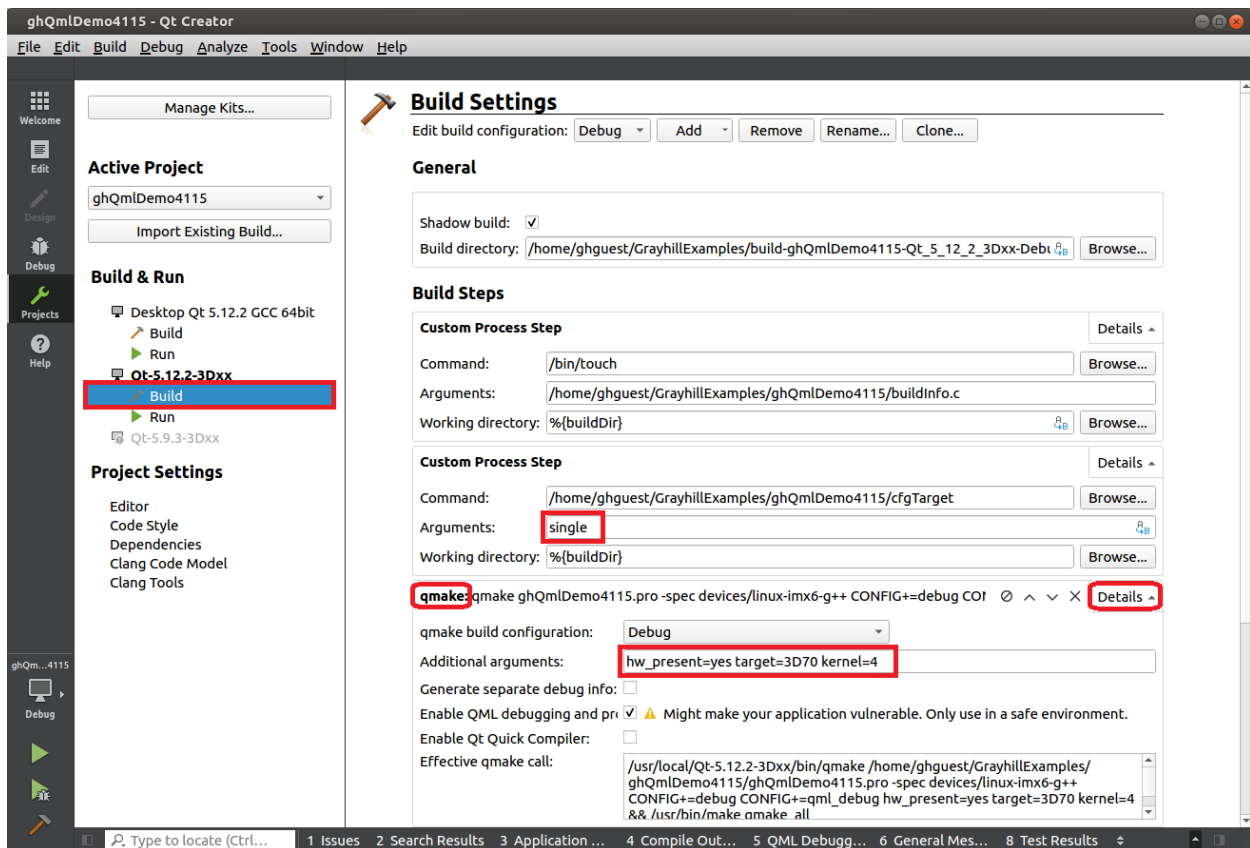 ghQmlDemo4115 - Qt Creator
File Edit Build Debug Analyze Tools Window Help
Welcome
Edit
Design
Debug
Projects
Help
ghQm...4115
Debug
Manage Kits...
Active Project
ghQmlDemo4115
Import Existing Build...
Build & Run
Desktop Qt 5.12.2 GCC 64bit
Build
Run
Qt-5.12.2-3Dxx
Build
Run
Qt-5.9.3-3Dxx
Project Settings
Editor
Code Style
Dependencies
Clang Code Model
Clang Tools
Build Settings
Edit build configuration: Debug Add Remove Rename... Clone...
General
Shadow build:
Build directory: /home/ghguest/GrayhillExamples/build-ghQmlDemo4115-Qt_5_12_2_3Dxx-Debu Browse...
Build Steps
Custom Process Step Details
Command: /bin/touch Browse...
Arguments: /home/ghguest/GrayhillExamples/ghQmlDemo4115/buildInfo.c
Working directory: %{buildDir} Browse...
Custom Process Step Details
Command: /home/ghguest/GrayhillExamples/ghQmlDemo4115/cfgTarget Browse...
Arguments: single
Working directory: %{buildDir} Browse...
qmake: qmake ghQmlDemo4115.pro -spec devices/linux-imx6-g++ CONFIG+=debug CON Details
qmake build configuration: Debug
Additional arguments: hw_present=yes target=3D70 kernel=4
Generate separate debug info:
Enable QML debugging and pro Might make your application vulnerable. Only use in a safe environment.
Enable Qt Quick Compiler:
Effective qmake call: /usr/local/Qt-5.12.2-3Dxx/bin/qmake /home/ghguest/GrayhillExamples/
ghQmlDemo4115/ghQmlDemo4115.pro -spec devices/linux-imx6-g++
CONFIG+=debug CONFIG+=qml_debug hw_present=yes target=3D70 kernel=4
&& /usr/bin/make qmake_all
Type to locate (Ctrl... 1 Issues 2 Search Results 3 Application ... 4 Compile Out... 5 QML Debugg... 6 General Mes... 8 Test Results